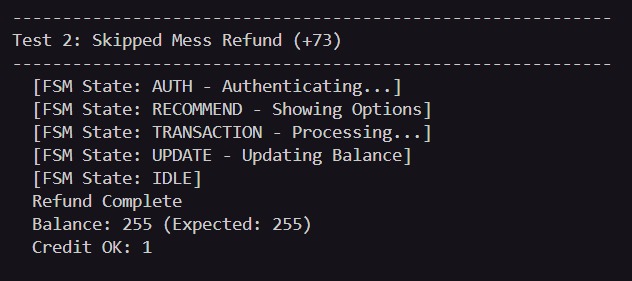 ------------------------------------------------------------
Test 2: Skipped Mess Refund (+73)
------------------------------------------------------------
[FSM State: AUTH - Authenticating...]
[FSM State: RECOMMEND - Showing Options]
[FSM State: TRANSACTION - Processing...]
[FSM State: UPDATE - Updating Balance]
[FSM State: IDLE]
Refund Complete
Balance: 255 (Expected: 255)
Credit OK: 1